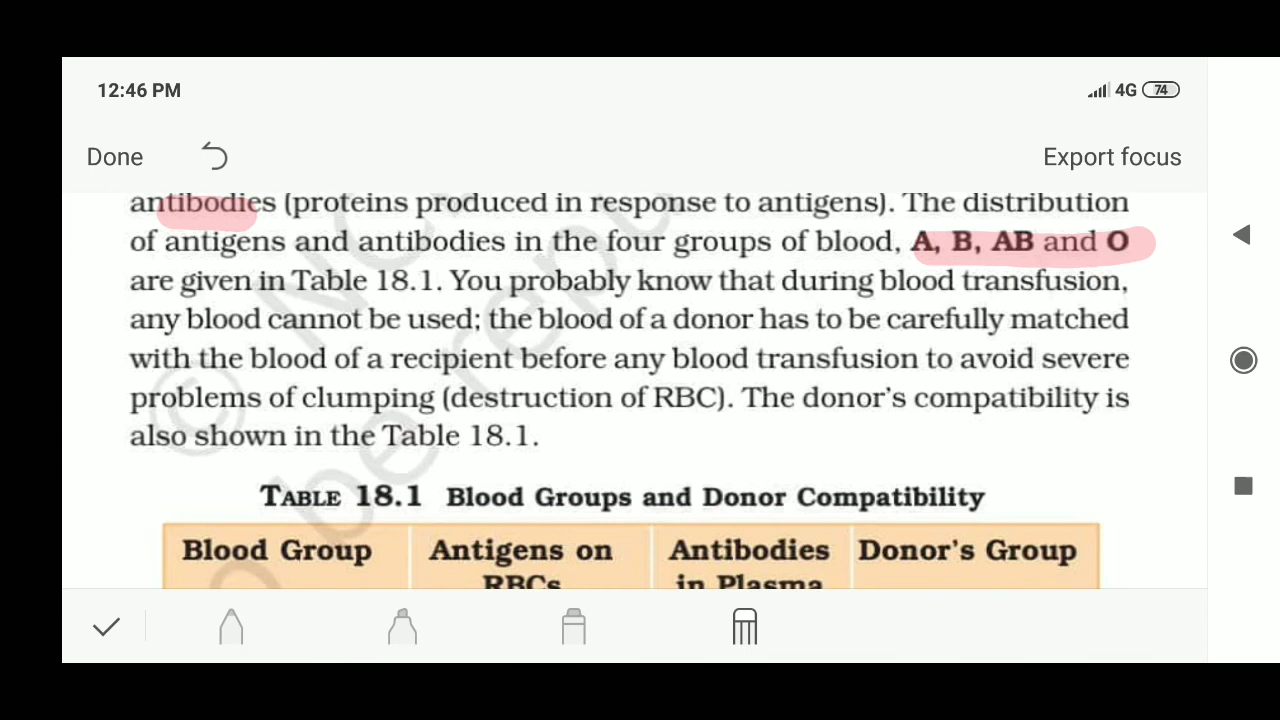 12:46 PM 4G 74
Done Export focus
antibodies (proteins produced in response to antigens). The distribution
of antigens and antibodies in the four groups of blood, A, B, AB and O
are given in Table 18.1. You probably know that during blood transfusion,
any blood cannot be used; the blood of a donor has to be carefully matched
with the blood of a recipient before any blood transfusion to avoid severe
problems of clumping (destruction of RBC). The donor's compatibility is
also shown in the Table 18.1.
TABLE 18.1 Blood Groups and Donor Compatibility
Blood Group Antigens on Antibodies Donor's Group
RBCs in Plasma